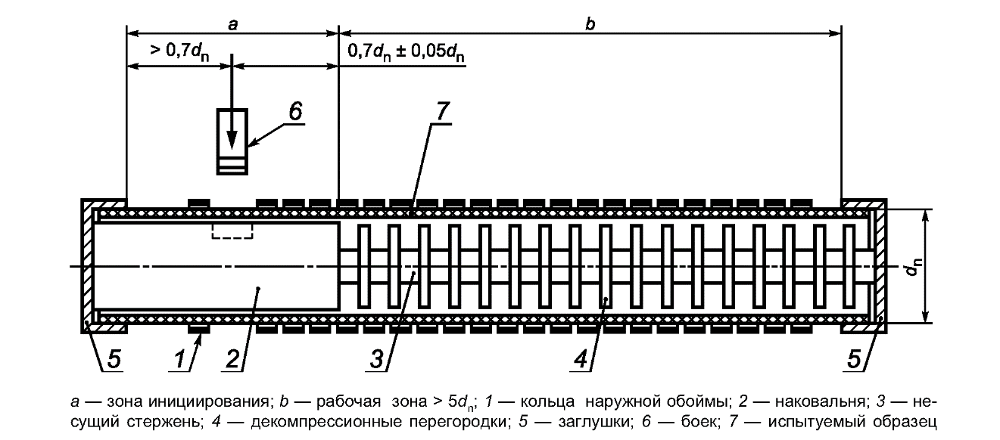 a b
> 0,7dₙ 0,7dₙ ± 0,05dₙ
6 7
dₙ
5 1 2 3 4 5
a — зона инициирования; b — рабочая зона > 5dₙ; 1 — кольца наружной обоймы; 2 — наковальня; 3 — не-
сущий стержень; 4 — декомпрессионные перегородки; 5 — заглушки; 6 — боек; 7 — испытуемый образец